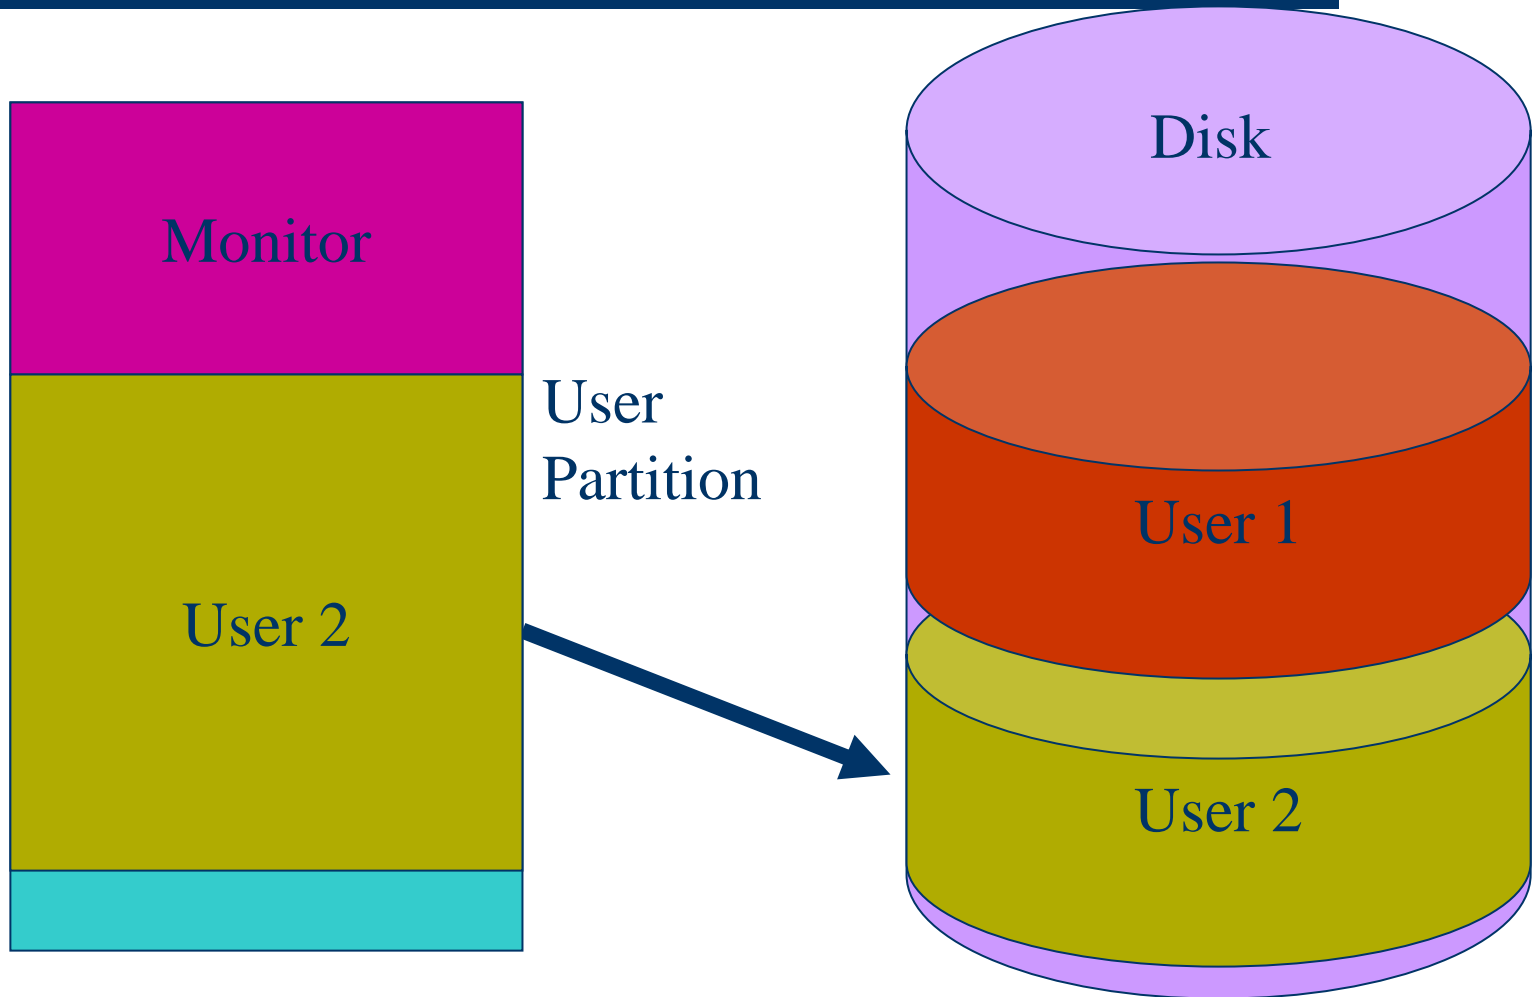 Disk
Monitor
User
Partition
User 1
User 2
User 2